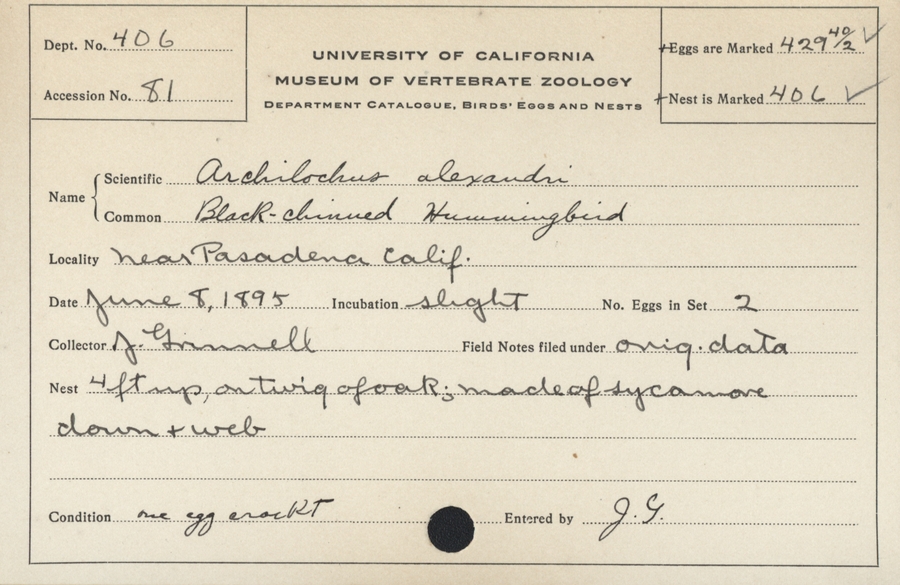 Dept. No. 406
UNIVERSITY OF CALIFORNIA
MUSEUM OF VERTEBRATE ZOOLOGY
DEPARTMENT CATALOGUE, BIRDS' EGGS AND NESTS
+Eggs are Marked 429 40/2 ✓
Accession No. 81
+Nest is Marked 406 ✓
Name { Scientific Archilochus alexandri
Common Black-chinned Hummingbird
Locality near Pasadena Calif.
Date June 8, 1895 Incubation slight No. Eggs in Set 2
Collector J. Grinnell Field Notes filed under orig. data
Nest 4 ft up, on twig of oak; made of sycamore
down + web
Condition one egg crackt Entered by J. G.